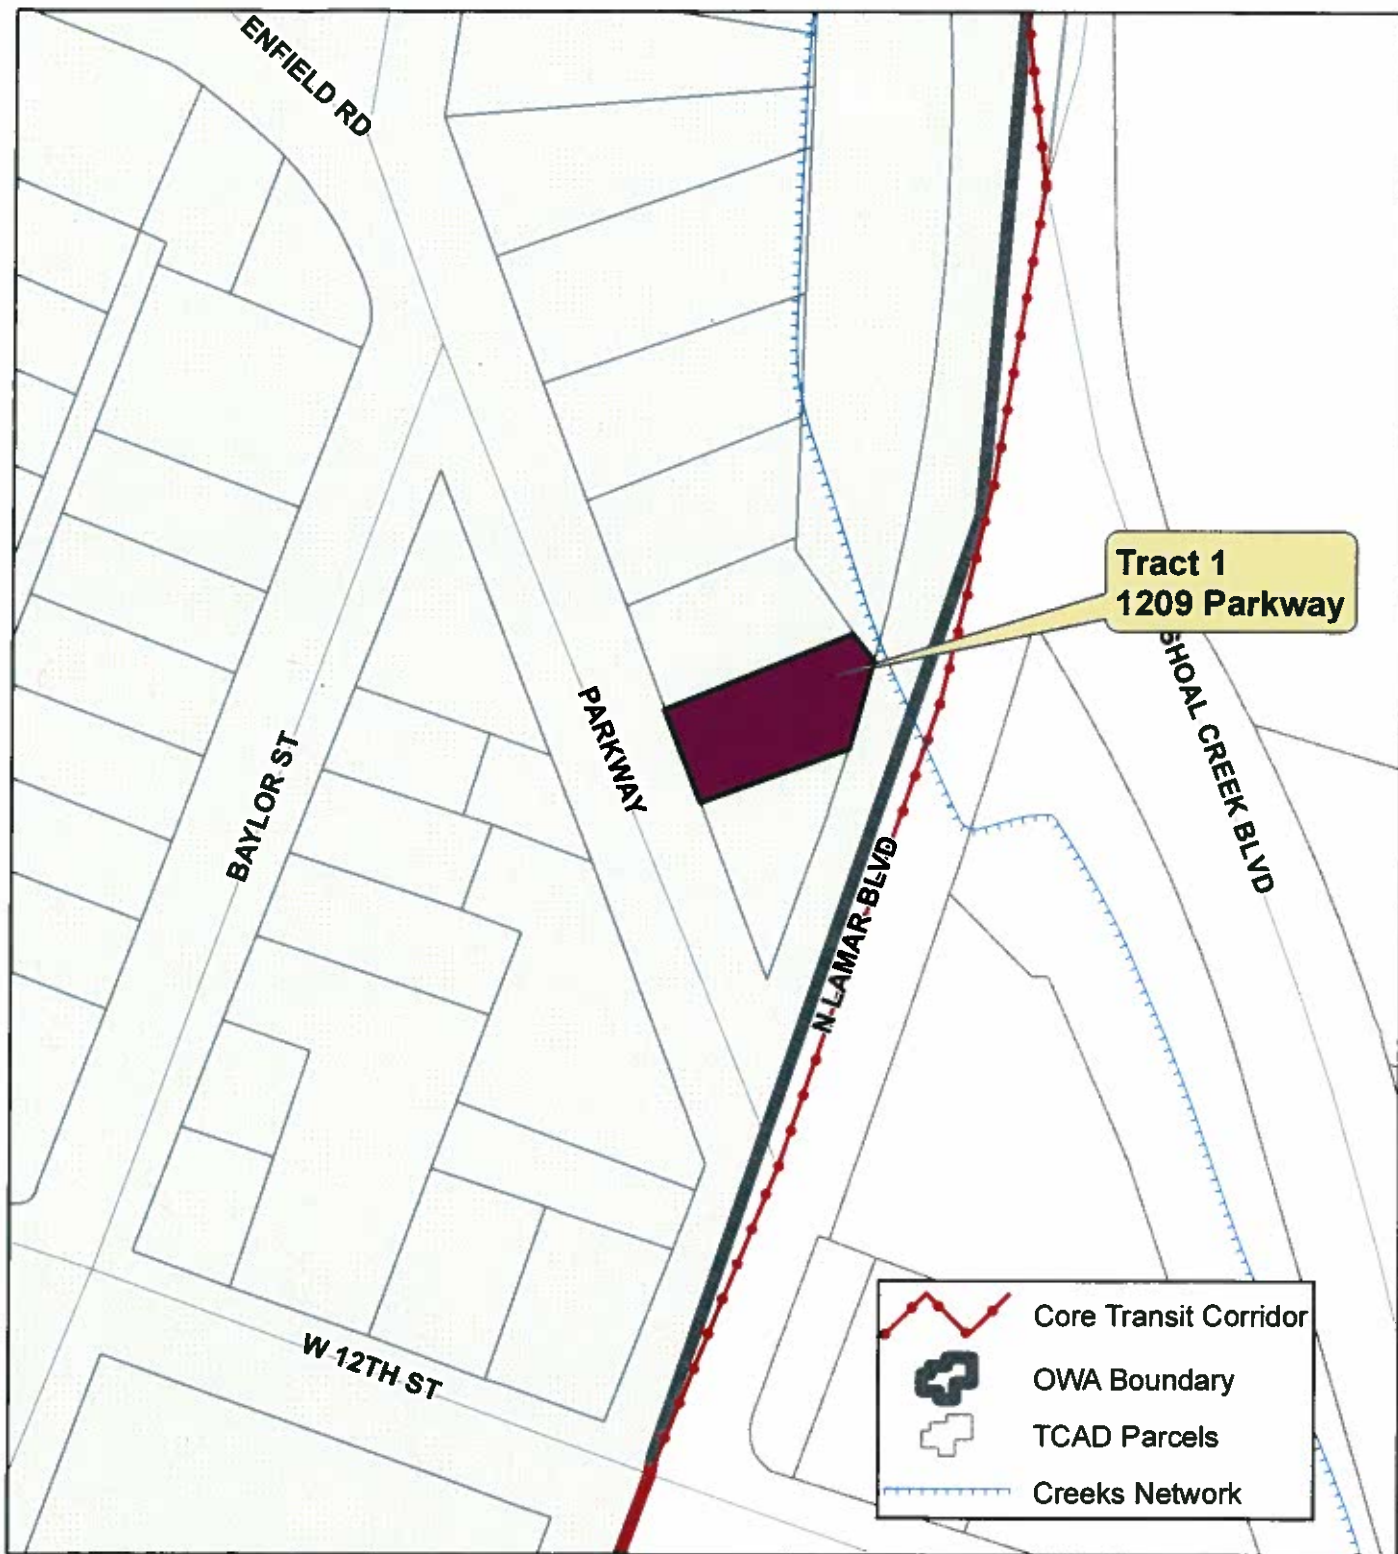 ENFIELD RD
Tract 1
1209 Parkway
SHOAL CREEK BLVD
PARKWAY
BAYLOR ST
N LAMAR BLVD
W 12TH ST
Core Transit Corridor
OWA Boundary
TCAD Parcels
Creeks Network